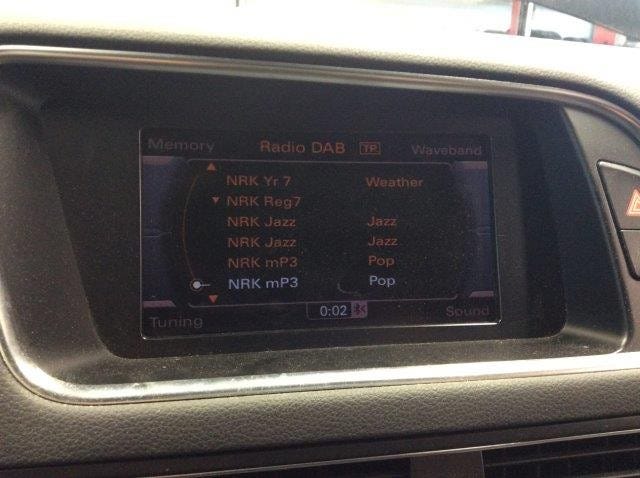 Memory Radio DAB TP Waveband
NRK Yr 7 Weather
NRK Reg7
NRK Jazz Jazz
NRK Jazz Jazz
NRK mP3 Pop
NRK mP3 Pop
Tuning 0:02 Sound